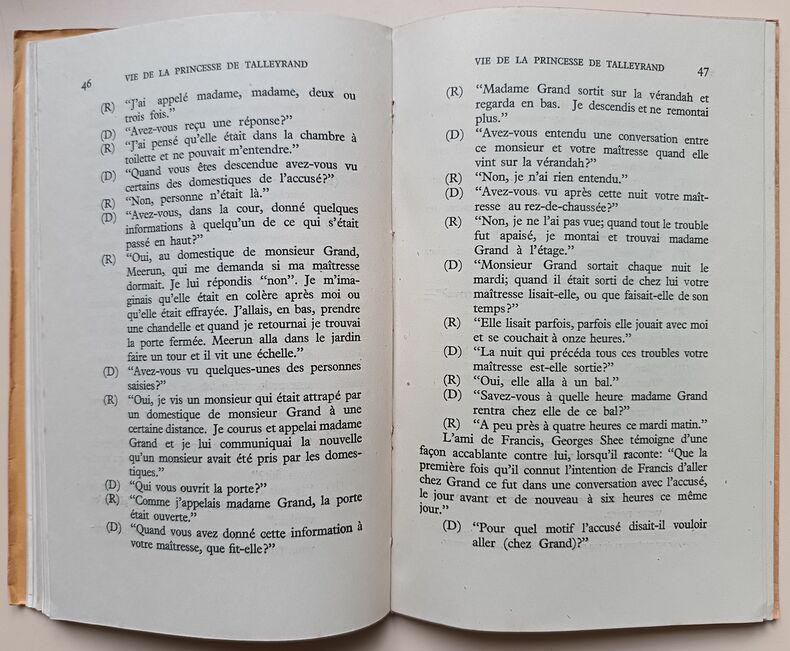 46
VIE DE LA PRINCESSE DE TALLEYRAND
(R) "J'ai appelé madame, madame, deux ou
trois fois."
(D) "Avez-vous reçu une réponse?"
(R) "J'ai pensé qu'elle était dans la chambre à
toilette et ne pouvait m'entendre."
(D) "Quand vous êtes descendue avez-vous vu
certains des domestiques de l'accusé?"
(R) "Non, personne n'était là."
(D) "Avez-vous, dans la cour, donné quelques
informations à quelqu'un de ce qui s'était
passé en haut?"
(R) "Oui, au domestique de monsieur Grand,
Meerun, qui me demanda si ma maîtresse
dormait. Je lui répondis "non". Je m'ima-
ginais qu'elle était en colère après moi ou
qu'elle était effrayée. J'allais, en bas, prendre
une chandelle et quand je retournai je trouvai
la porte fermée. Meerun alla dans le jardin
faire un tour et il vit une échelle."
(D) "Avez-vous vu quelques-unes des personnes
saisies?"
(R) "Oui, je vis un monsieur qui était attrapé par
un domestique de monsieur Grand à une
certaine distance. Je courus et appelai madame
Grand et je lui communiquai la nouvelle
qu'un monsieur avait été pris par les domes-
tiques."
(D) "Qui vous ouvrit la porte?"
(R) "Comme j'appelais madame Grand, la porte
était ouverte."
(D) "Quand vous avez donné cette information à
votre maîtresse, que fit-elle?"
VIE DE LA PRINCESSE DE TALLEYRAND
47
(R) "Madame Grand sortit sur la vérandah et
regarda en bas. Je descendis et ne remontai
plus."
(D) "Avez-vous entendu une conversation entre
ce monsieur et votre maîtresse quand elle
vint sur la vérandah?"
(R) "Non, je n'ai rien entendu."
(D) "Avez-vous vu après cette nuit votre maît-
resse au rez-de-chaussée?"
(R) "Non, je ne l'ai pas vue; quand tout le trouble
fut apaisé, je montai et trouvai madame
Grand à l'étage."
(D) "Monsieur Grand sortait chaque nuit le
mardi; quand il était sorti de chez lui votre
maîtresse lisait-elle, ou que faisait-elle de son
temps?"
(R) "Elle lisait parfois, parfois elle jouait avec moi
et se couchait à onze heures."
(D) "La nuit qui précéda tous ces troubles votre
maîtresse est-elle sortie?"
(R) "Oui, elle alla à un bal."
(D) "Savez-vous à quelle heure madame Grand
rentra chez elle de ce bal?"
(R) "A peu près à quatre heures ce mardi matin."
L'ami de Francis, Georges Shee témoigne d'une
façon accablante contre lui, lorsqu'il raconte: "Que la
première fois qu'il connut l'intention de Francis d'aller
chez Grand ce fut dans une conversation avec l'accusé,
le jour avant et de nouveau à six heures ce même
jour."
(D) "Pour quel motif l'accusé disait-il vouloir
aller (chez Grand)?"